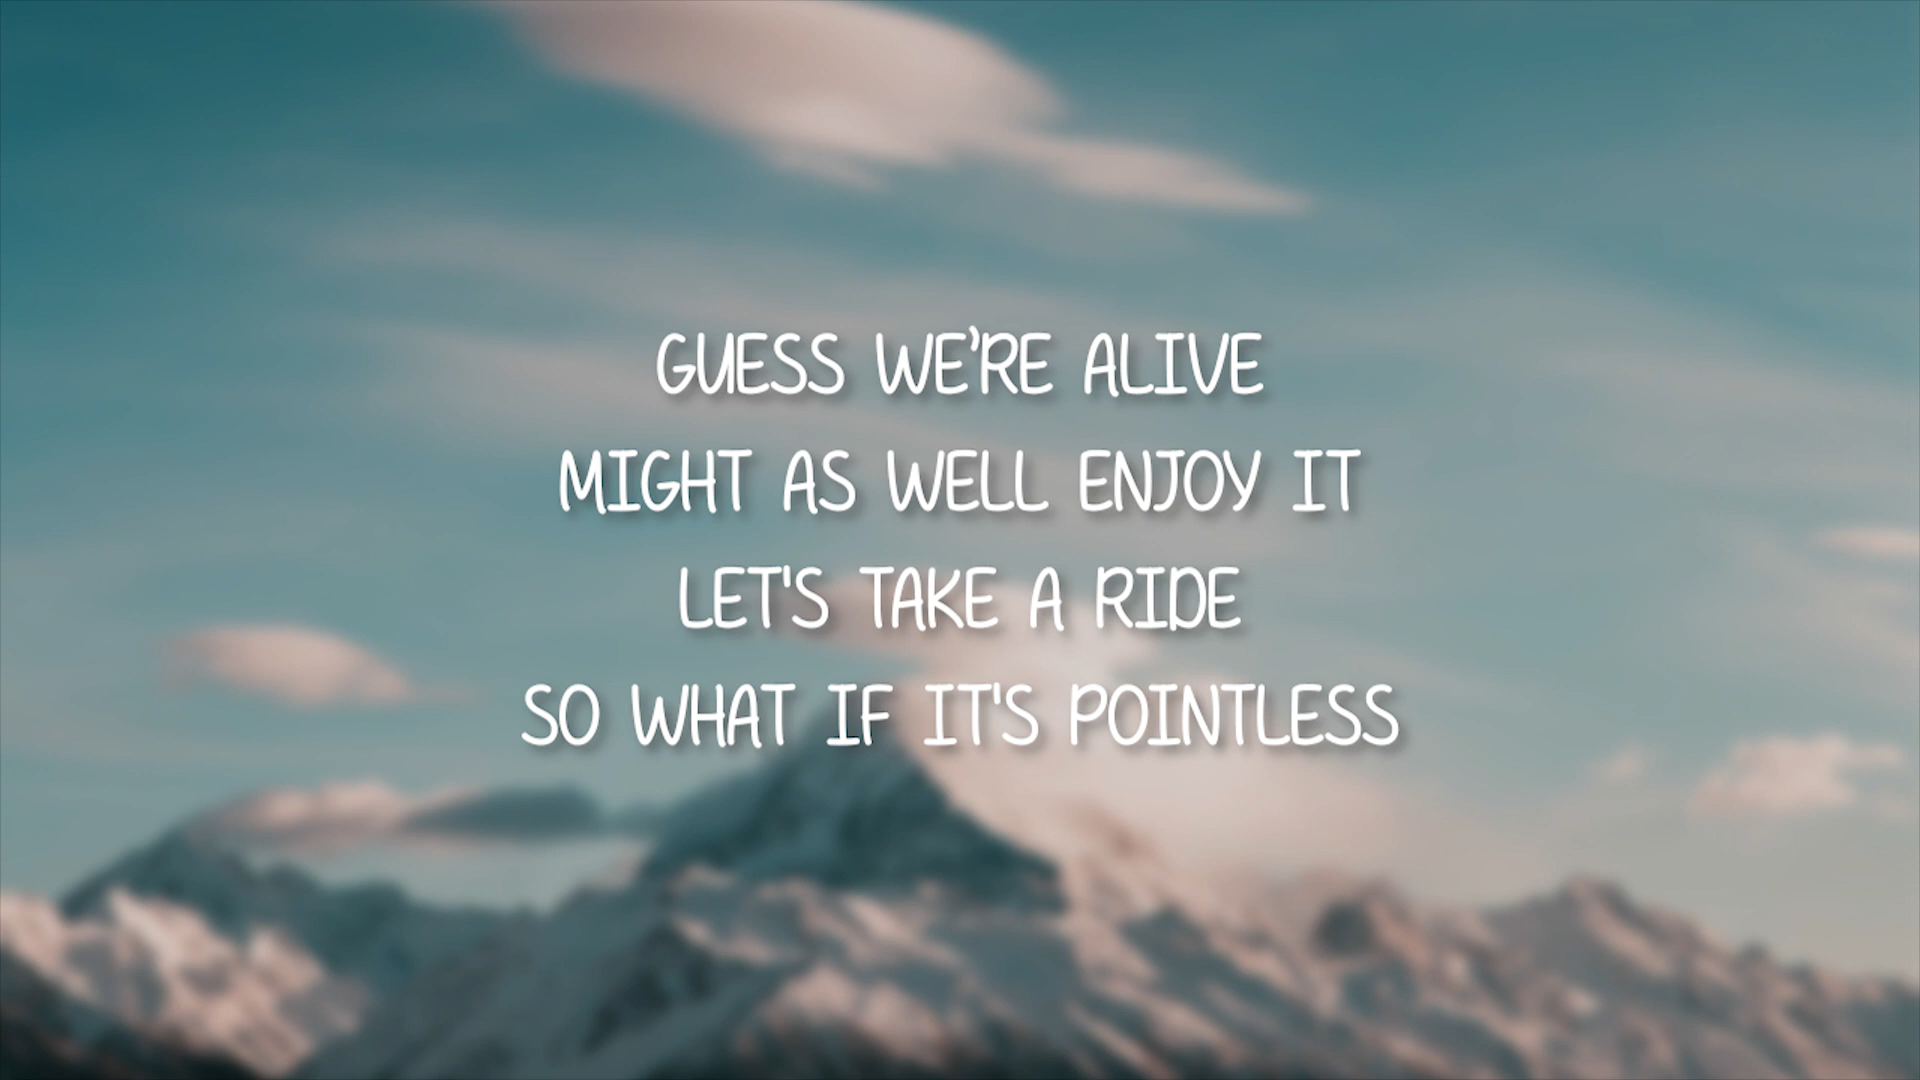 GUESS WE’RE ALIVE
MIGHT AS WELL ENJOY IT
LET'S TAKE A RIDE
SO WHAT IF IT'S POINTLESS